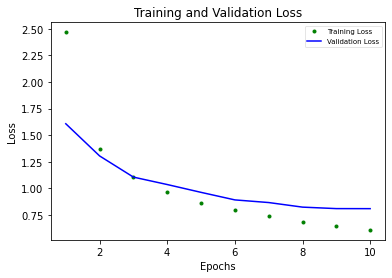 Training and Validation Loss
Training Loss
Validation Loss
Loss
2.50
2.25
2.00
1.75
1.50
1.25
1.00
0.75
2 4 6 8 10
Epochs